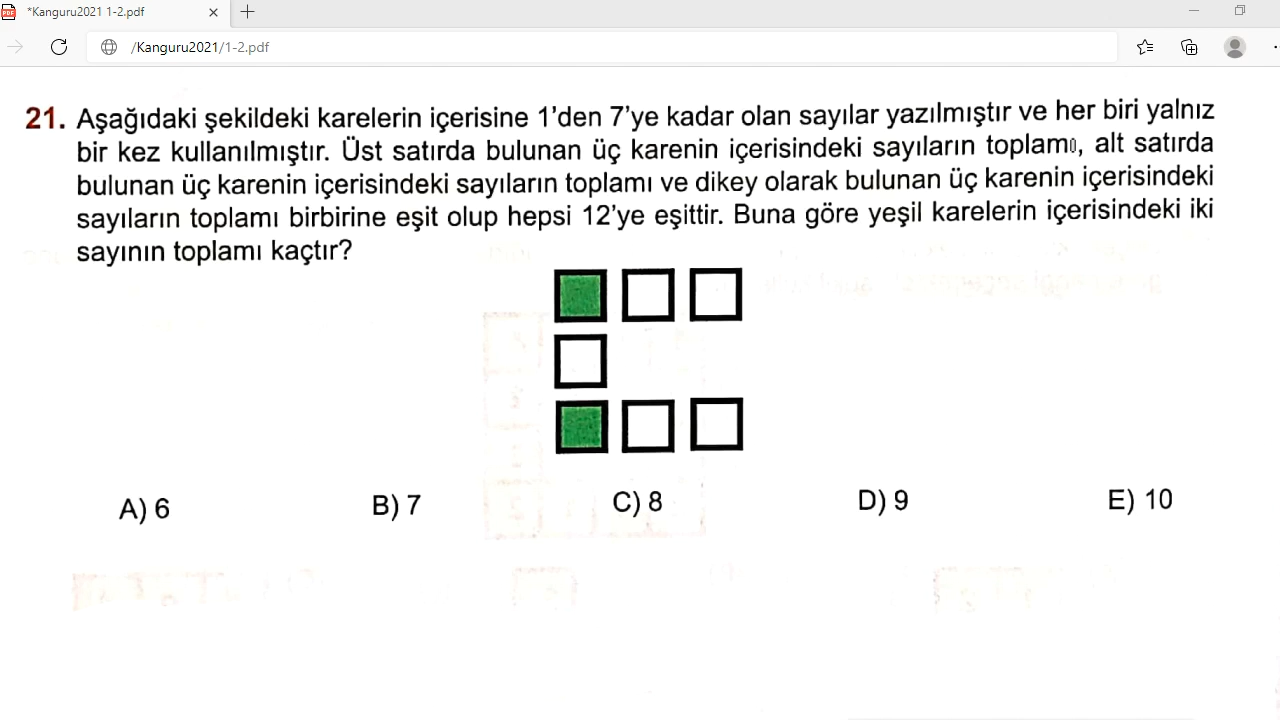 *Kanguru2021 1-2.pdf
/Kanguru2021/1-2.pdf
21. Aşağıdaki şekildeki karelerin içerisine 1'den 7'ye kadar olan sayılar yazılmıştır ve her biri yalnız
bir kez kullanılmıştır. Üst satırda bulunan üç karenin içerisindeki sayıların toplamı, alt satırda
bulunan üç karenin içerisindeki sayıların toplamı ve dikey olarak bulunan üç karenin içerisindeki
sayıların toplamı birbirine eşit olup hepsi 12'ye eşittir. Buna göre yeşil karelerin içerisindeki iki
sayının toplamı kaçtır?
A) 6 B) 7 C) 8 D) 9 E) 10